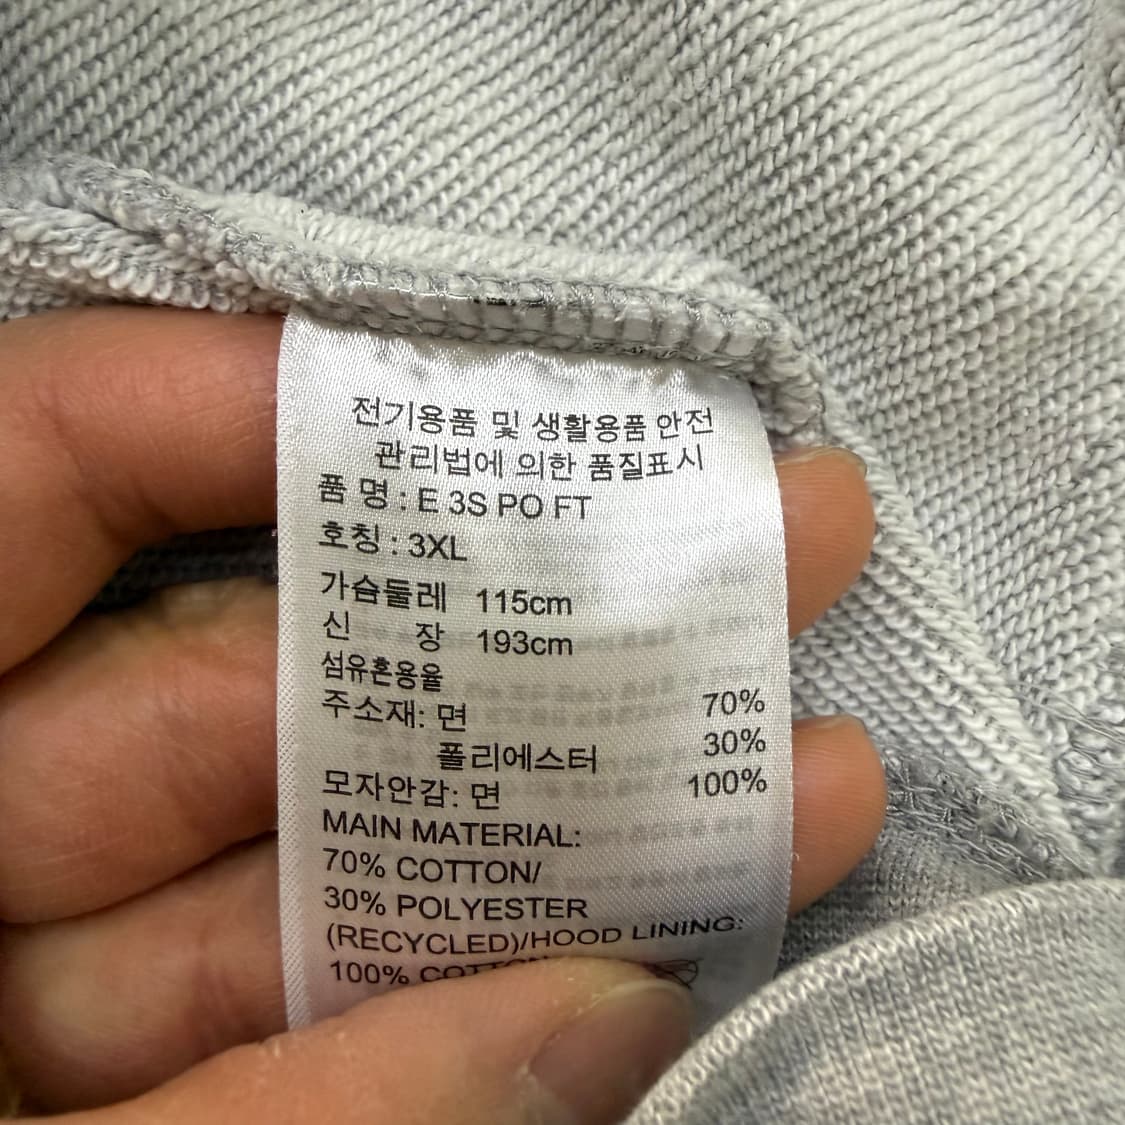 전기용품 및 생활용품 안전
관리법에 의한 품질표시
품 명 : E 3S PO FT
호칭 : 3XL
가슴둘레 115cm
신 장 193cm
섬유혼용율
주소재: 면 70%
폴리에스터 30%
모자안감: 면 100%
MAIN MATERIAL:
70% COTTON/
30% POLYESTER
(RECYCLED)/HOOD LINING:
100% COTTON